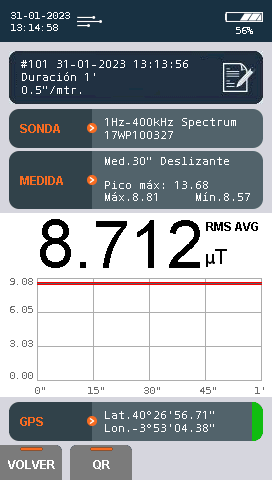 31-01-2023
13:14:58
56%
#101 31-01-2023 13:13:56
Duración 1'
0.5"/mtr.
SONDA
1Hz-400kHz Spectrum
17WP100327
MEDIDA
Med.30" Deslizante
Pico máx: 13.68
Máx.8.81 Mín.8.57
8.712 RMS AVG
µT
9.08
6.05
3.03
0.00
0" 15" 30" 45" 1'
GPS
Lat.40°26'56.71"
Lon.-3°53'04.38"
VOLVER QR